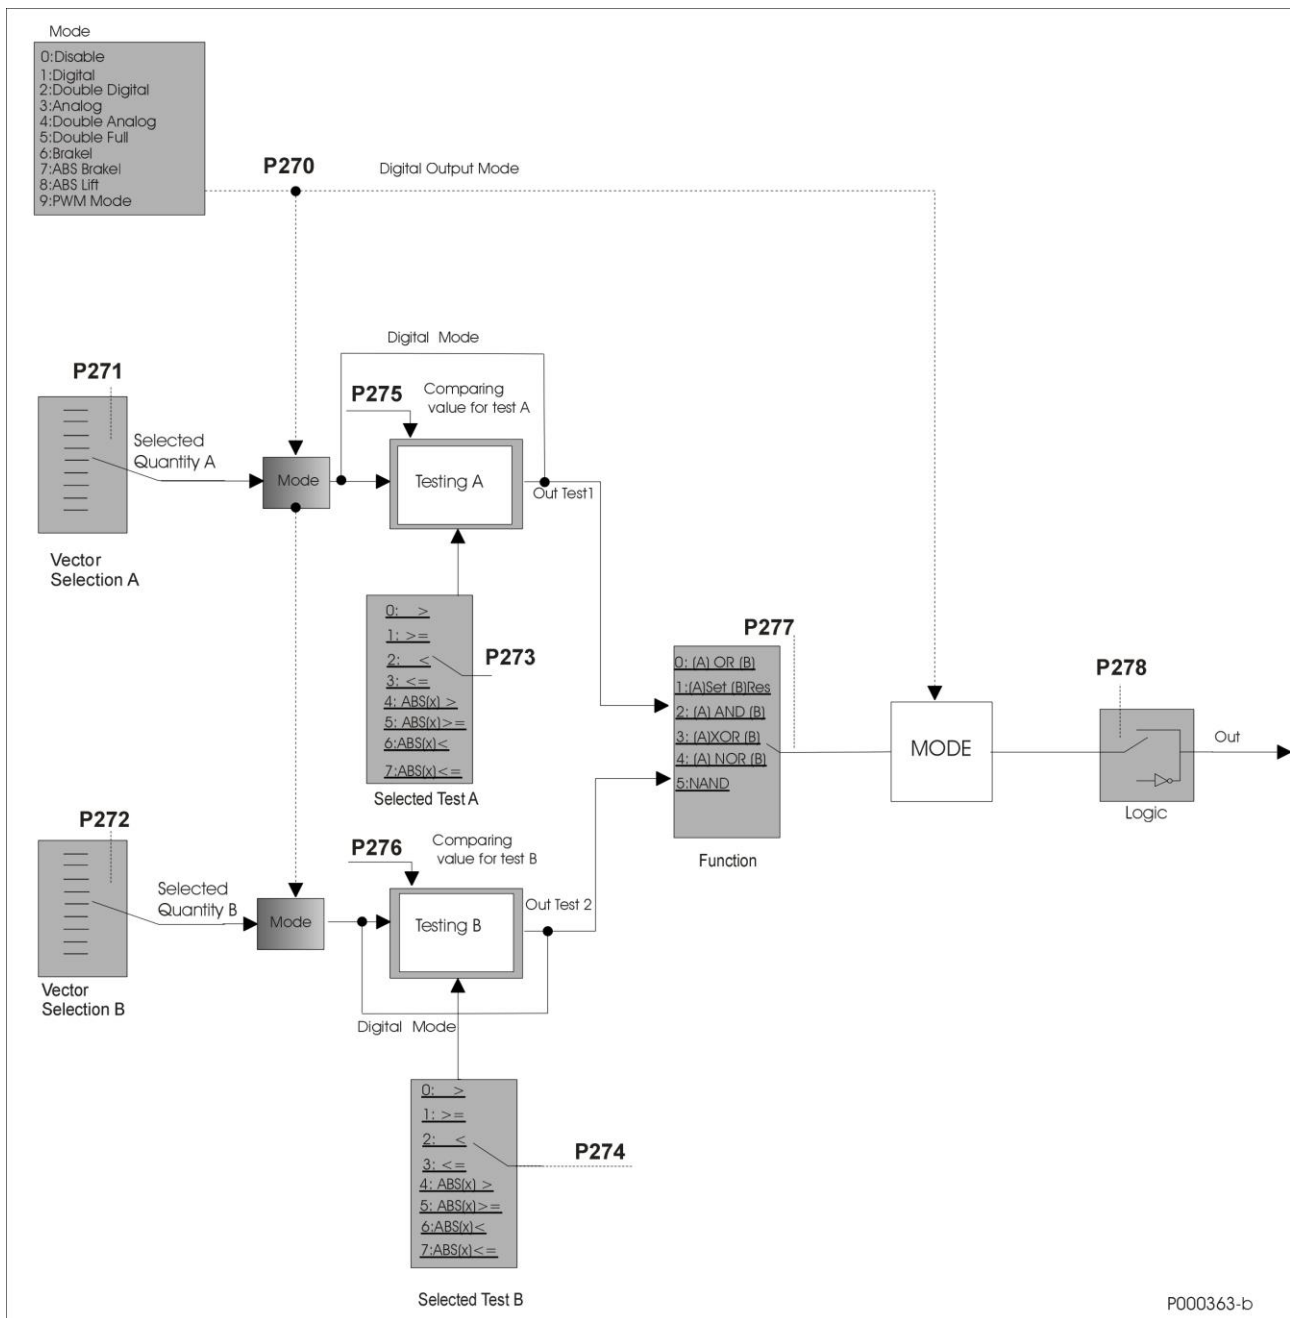 Mode
0:Disable
1:Digital
2:Double Digital
3:Analog
4:Double Analog
5:Double Full
6:Brakel
7:ABS Brakel
8:ABS Lift
9:PWM Mode
P270
Digital Output Mode
Digital Mode
P271
P275
Comparing
value for test A
Selected
Quantity A
Mode
Testing A
Out Test1
Vector
Selection A
0: >
1: >=
2: <
3: <=
4: ABS(x) >
5: ABS(x)>=
6:ABS(x)<
7:ABS(x)<=
P273
Selected Test A
P277
0: (A) OR (B)
1:(A)Set (B)Res
2: (A) AND (B)
3: (A)XOR (B)
4: (A) NOR (B)
5:NAND
Function
MODE
P278
Out
Logic
P272
P276
Comparing
value for test B
Selected
Quantity B
Mode
Testing B
Out Test 2
Vector
Selection B
Digital Mode
0: >
1: >=
2: <
3: <=
4: ABS(x) >
5: ABS(x)>=
6:ABS(x)<
7:ABS(x)<=
P274
Selected Test B
P000363-b